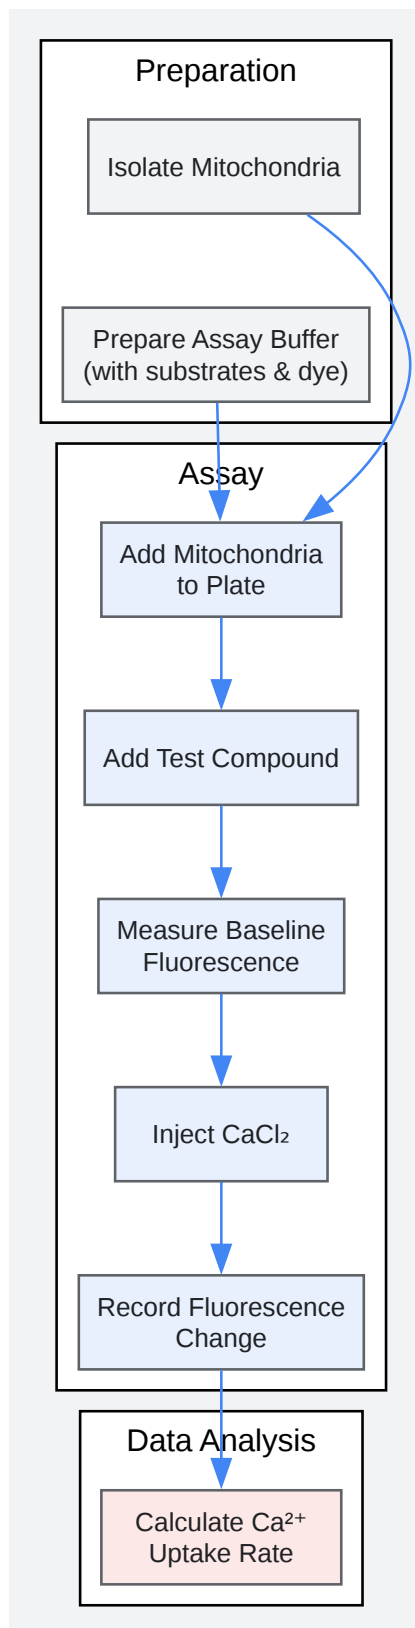 Preparation
Isolate Mitochondria
Prepare Assay Buffer
(with substrates & dye)
Assay
Add Mitochondria
to Plate
Add Test Compound
Measure Baseline
Fluorescence
Inject CaCl₂
Record Fluorescence
Change
Data Analysis
Calculate Ca²⁺
Uptake Rate